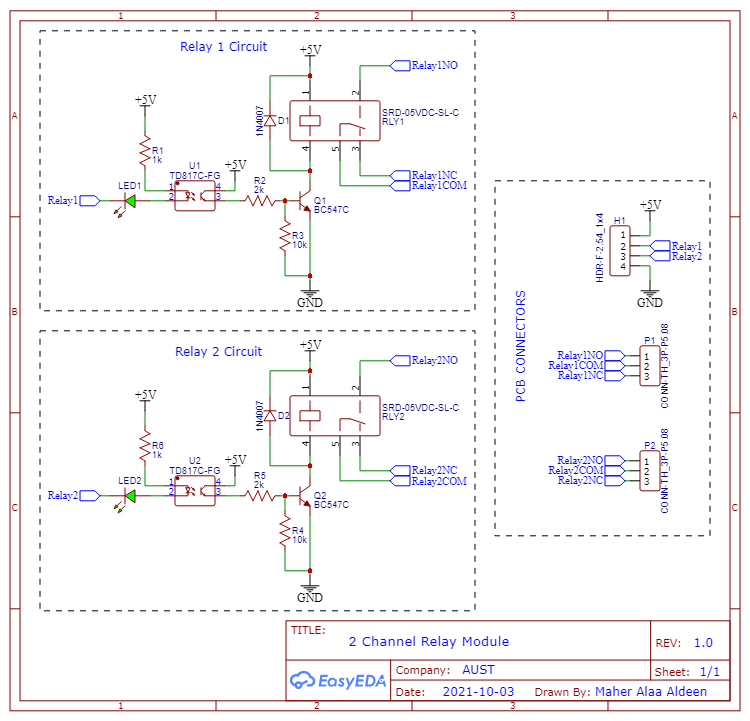 1 2 3
A
B
C
A
B
C
Relay 1 Circuit
+5V
Relay1NO
1N4007
D1
1
2
SRD-05VDC-SL-C
RLY1
4
5
3
+5V
R1
1k
U1
TD817C-FG
+5V
LED1
Relay1
1
2
4
3
R2
2k
Relay1NC
Relay1COM
Q1
BC547C
R3
10k
GND
Relay 2 Circuit
+5V
Relay2NO
1N4007
D2
1
2
SRD-05VDC-SL-C
RLY2
4
5
3
+5V
R6
1k
U2
TD817C-FG
+5V
LED2
Relay2
1
2
4
3
R5
2k
Relay2NC
Relay2COM
Q2
BC547C
R4
10k
GND
PCB CONNECTORS
HDR-F-2.54_1x4
H1
+5V
1
2
3
4
Relay1
Relay2
GND
P1
Relay1NO
Relay1COM
Relay1NC
1
2
3
CONN-TH_3P-P5.08
P2
Relay2NO
Relay2COM
Relay2NC
1
2
3
CONN-TH_3P-P5.08
TITLE:
2 Channel Relay Module
REV: 1.0
EasyEDA
Company: AUST
Sheet: 1/1
Date: 2021-10-03 Drawn By: Maher Alaa Aldeen
1 2 3